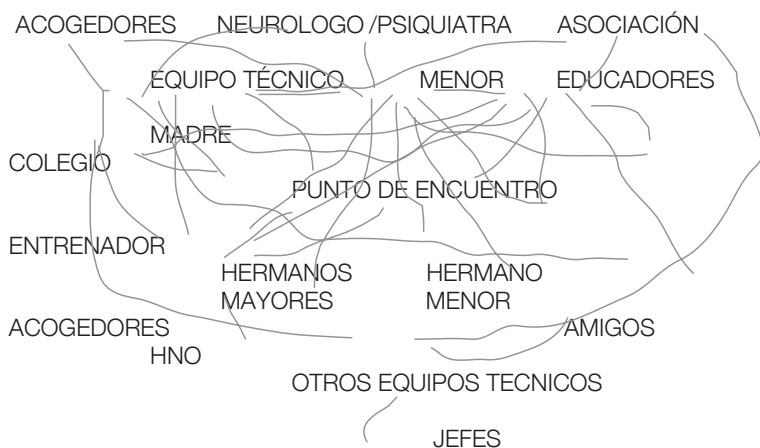 ACOGEDORES NEUROLOGO /PSIQUIATRA ASOCIACIÓN
EQUIPO TÉCNICO MENOR EDUCADORES
MADRE
COLEGIO
PUNTO DE ENCUENTRO
ENTRENADOR
HERMANOS HERMANO
MAYORES MENOR
ACOGEDORES AMIGOS
HNO
OTROS EQUIPOS TECNICOS
JEFES